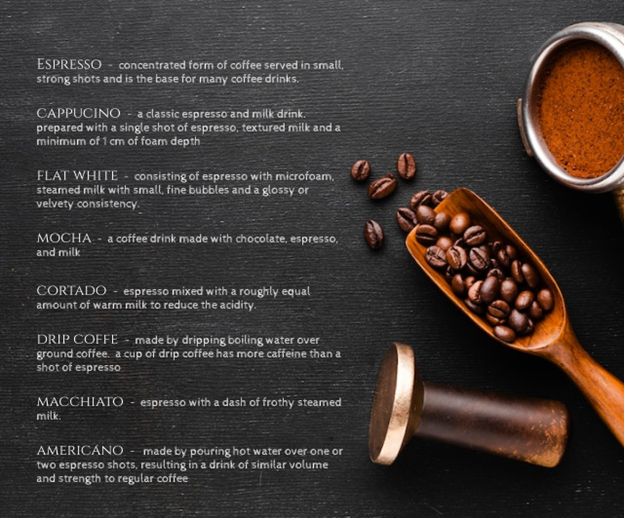 ESPRESSO - concentrated form of coffee served in small,
strong shots and is the base for many coffee drinks.
CAPPUCINO - a classic espresso and milk drink.
prepared with a single shot of espresso, textured milk and a
minimum of 1 cm of foam depth
FLAT WHITE - consisting of espresso with microfoam,
steamed milk with small, fine bubbles and a glossy or
velvety consistency.
MOCHA - a coffee drink made with chocolate, espresso,
and milk
CORTADO - espresso mixed with a roughly equal
amount of warm milk to reduce the acidity.
DRIP COFFE - made by dripping boiling water over
ground coffee. a cup of drip coffee has more caffeine than a
shot of espresso
MACCHIATO - espresso with a dash of frothy steamed
milk.
AMERICANO - made by pouring hot water over one or
two espresso shots, resulting in a drink of similar volume
and strength to regular coffee